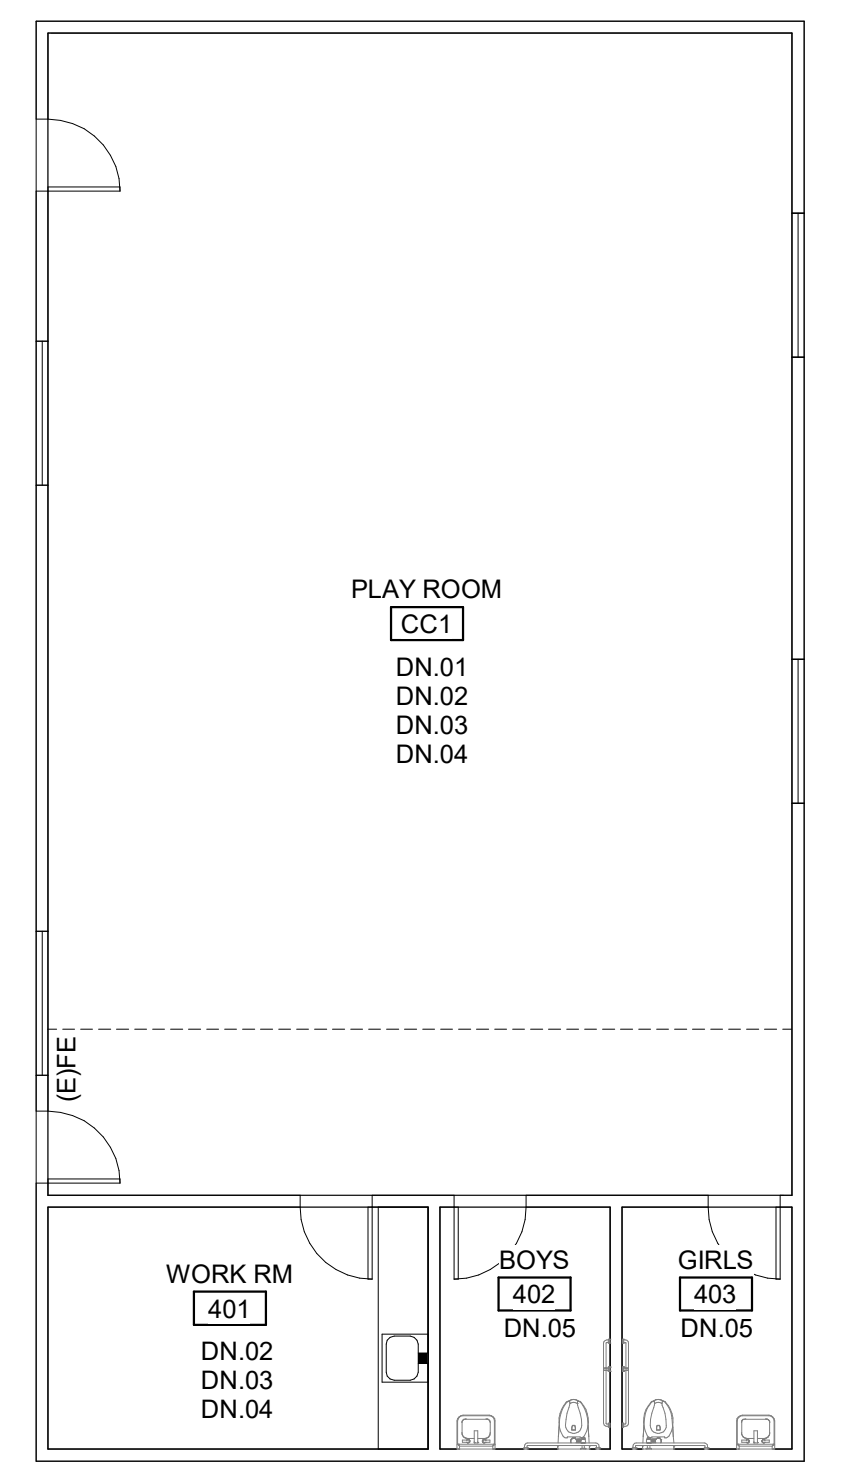 PLAY ROOM
CC1
DN.01
DN.02
DN.03
DN.04
(E)FE
WORK RM
401
DN.02
DN.03
DN.04
BOYS
402
DN.05
GIRLS
403
DN.05